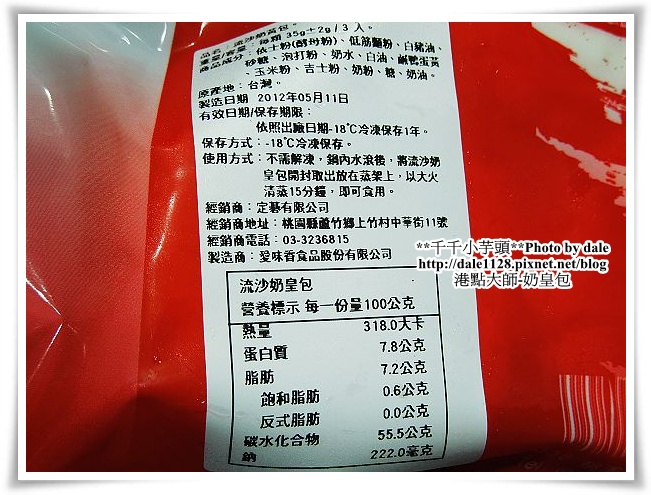 品名：流沙奶黃包。
重量/容量：每顆 35g±2g / 3 入。
商品成分：依士粉(酵母粉)、低筋麵粉、白豬油、
砂糖、泡打粉、奶水、白油、鹹鴨蛋黃
、玉米粉、吉士粉、奶粉、糖、奶油。
原產地：台灣。
製造日期 2012年05月11日
有效日期/保存期限：
依照出廠日期-18℃冷凍保存1年。
保存方式：-18℃冷凍保存。
使用方式：不需解凍，鍋內水滾後，將流沙奶
皇包開封取出放在蒸架上，以大火
清蒸15分鐘，即可食用。
經銷商：定碁有限公司
經銷商地址：桃園縣蘆竹鄉上竹村中華街11號
經銷商電話：03-3236815
製造商：愛味香食品股份有限公司
流沙奶皇包
營養標示 每一份量100公克
熱量 318.0大卡
蛋白質 7.8公克
脂肪 7.2公克
飽和脂肪 0.6公克
反式脂肪 0.0公克
碳水化合物 55.5公克
鈉 222.0毫克
**千千小芋頭**Photo by dale
http://dale1128.pixnet.net/blog
港點大師-奶皇包